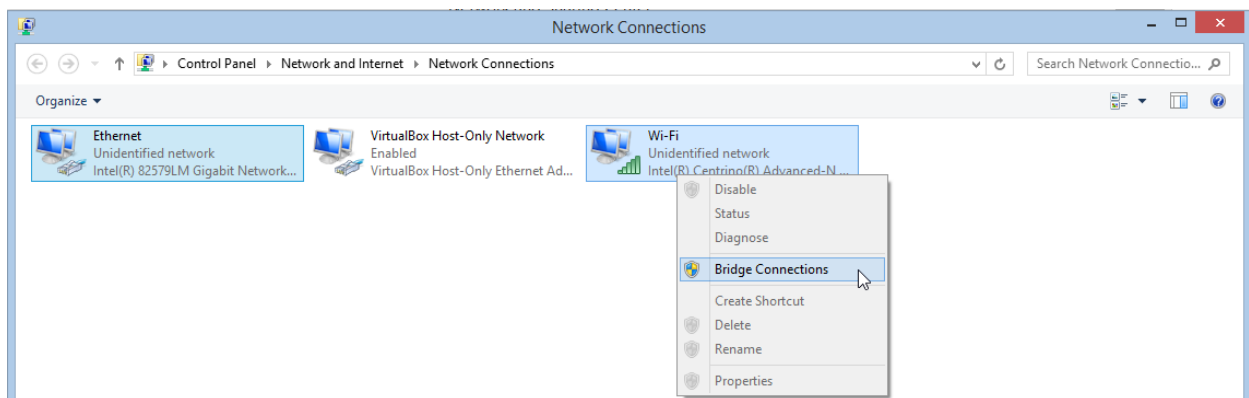 Network Connections
Control Panel Network and Internet Network Connections
Search Network Connectio...
Organize
Ethernet
Unidentified network
Intel(R) 82579LM Gigabit Network...
VirtualBox Host-Only Network
Enabled
VirtualBox Host-Only Ethernet Ad...
Wi-Fi
Unidentified network
Intel(R) Centrino(R) Advanced-N ...
Disable
Status
Diagnose
Bridge Connections
Create Shortcut
Delete
Rename
Properties